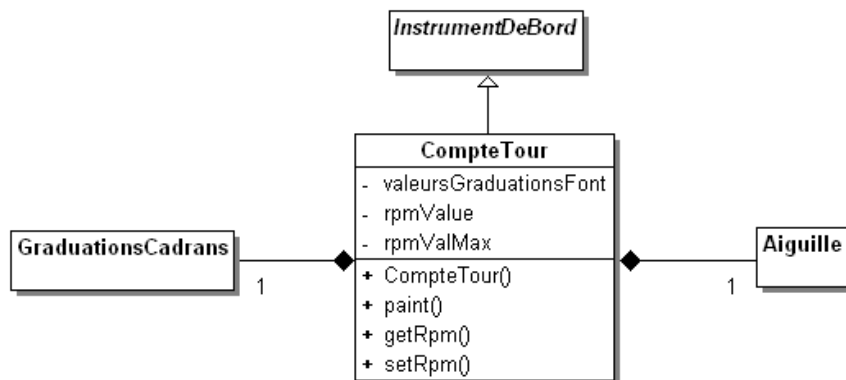 InstrumentDeBord
CompteTour
- valeursGraduationsFont
- rpmValue
- rpmValMax
+ CompteTour()
+ paint()
+ getRpm()
+ setRpm()
GraduationsCadrans
1
1
Aiguille